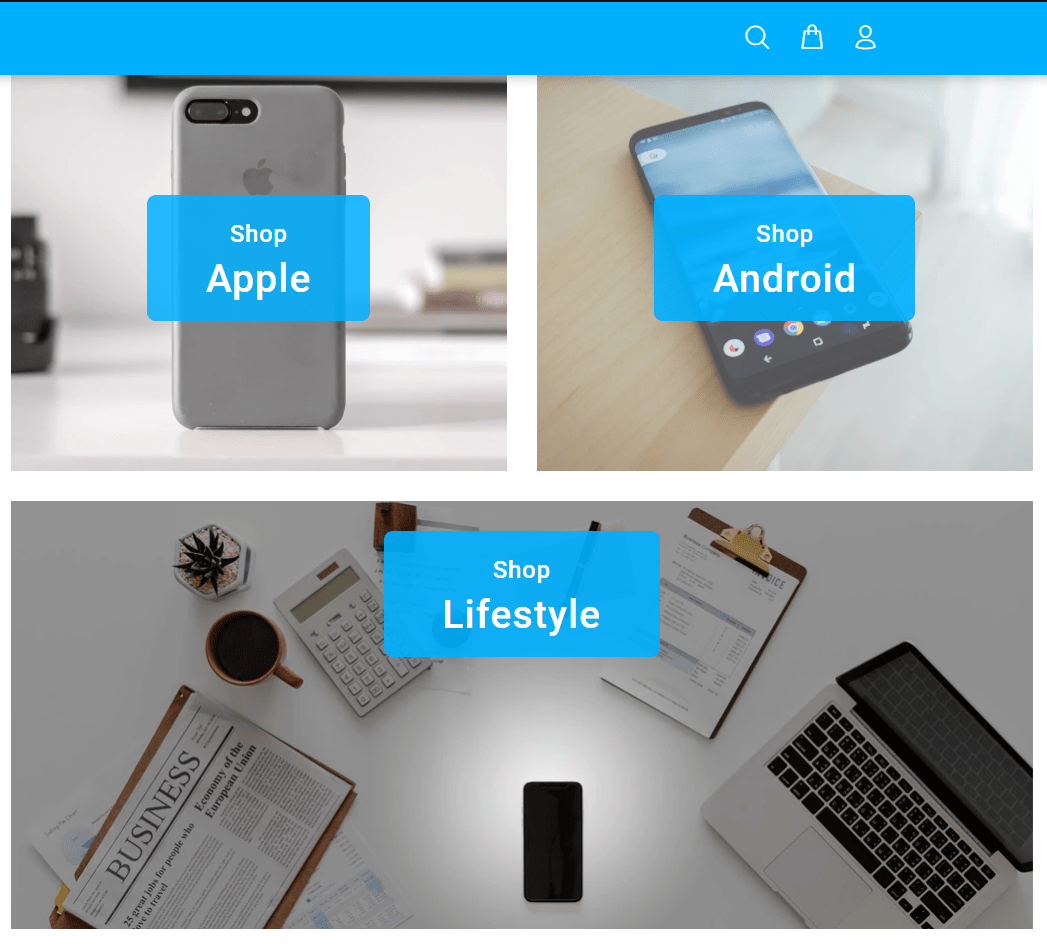 Shop
Apple
Shop
Android
Shop
Lifestyle
INVOICE
BUSINESS
Economy of the
European Union
25 great jobs for people who
love to travel